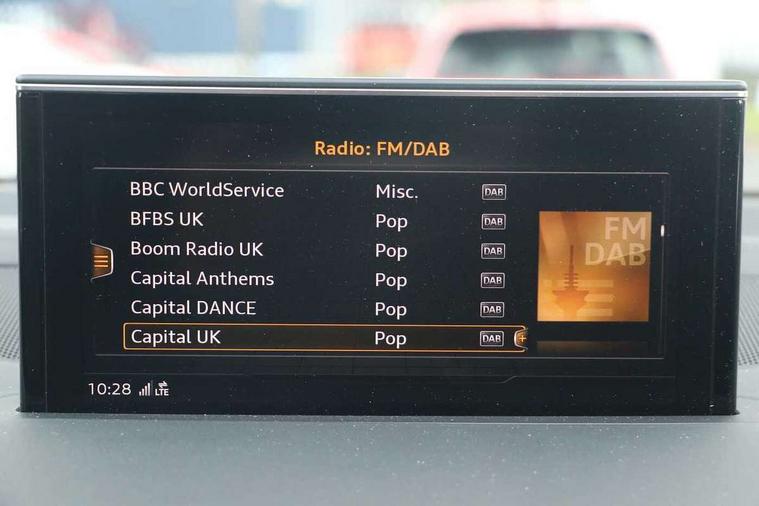 Radio: FM/DAB
BBC WorldService Misc. DAB
BFBS UK Pop DAB
Boom Radio UK Pop DAB
Capital Anthems Pop DAB
Capital DANCE Pop DAB
Capital UK Pop DAB
FM
DAB
10:28 LTE